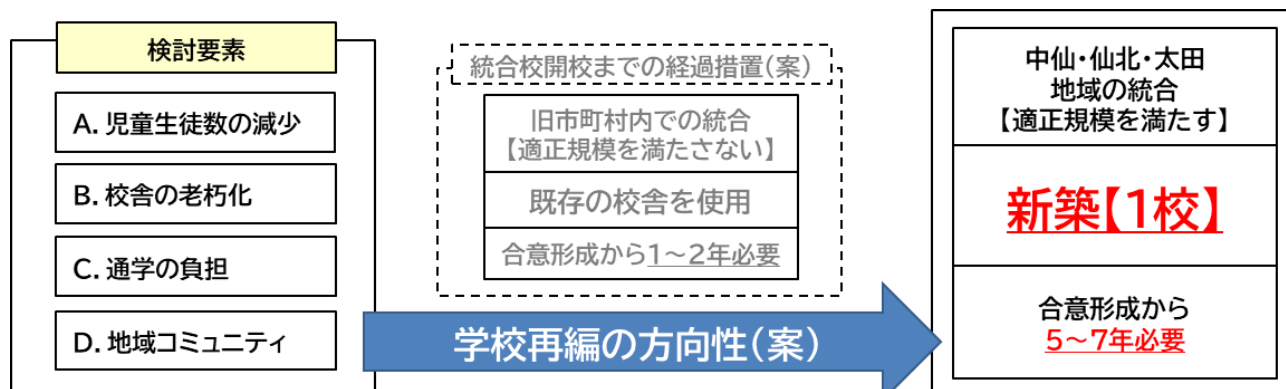 検討要素
A. 児童生徒数の減少
B. 校舎の老朽化
C. 通学の負担
D. 地域コミュニティ
統合校開校までの経過措置(案)
旧市町村内での統合
【適正規模を満たさない】
既存の校舎を使用
合意形成から1~2年必要
学校再編の方向性(案)
中仙・仙北・太田
地域の統合
【適正規模を満たす】
新築【1校】
合意形成から
5~7年必要